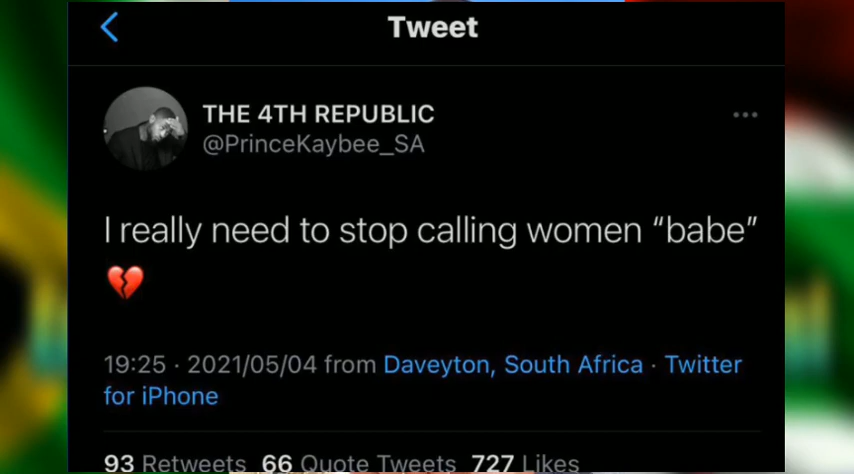 Tweet
THE 4TH REPUBLIC
@PrinceKaybee_SA
I really need to stop calling women “babe”
💔
19:25 · 2021/05/04 from Daveyton, South Africa · Twitter
for iPhone
93 Retweets 66 Quote Tweets 727 Likes